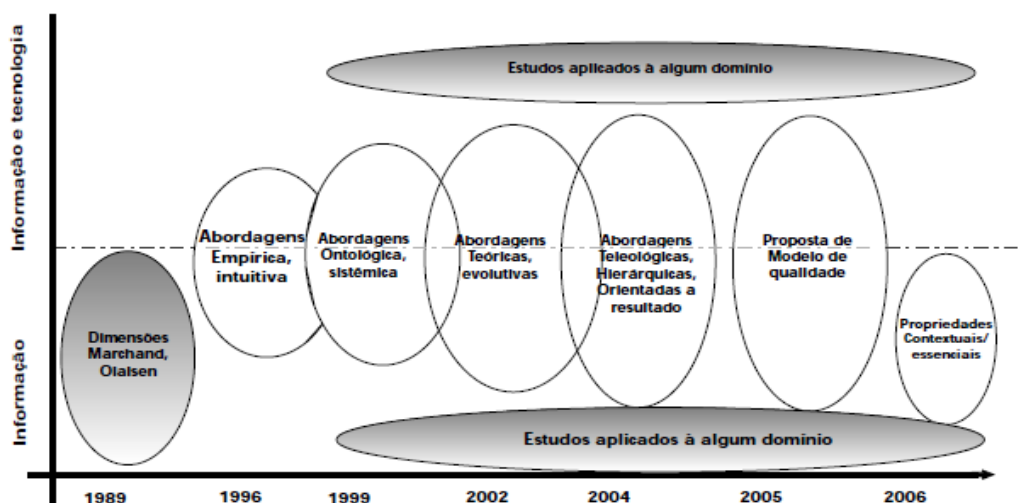 Informação e tecnologia
Informação
Estudos aplicados à algum domínio
Dimensões
Marchand,
Olaisen
Abordagens
Empírica,
intuitiva
Abordagens
Ontológica,
sistêmica
Abordagens
Teóricas,
evolutivas
Abordagens
Teleológicas,
Hierárquicas,
Orientadas a
resultado
Proposta de
Modelo de
qualidade
Propriedades
Contextuais/
essenciais
Estudos aplicados à algum domínio
1989
1996
1999
2002
2004
2005
2006